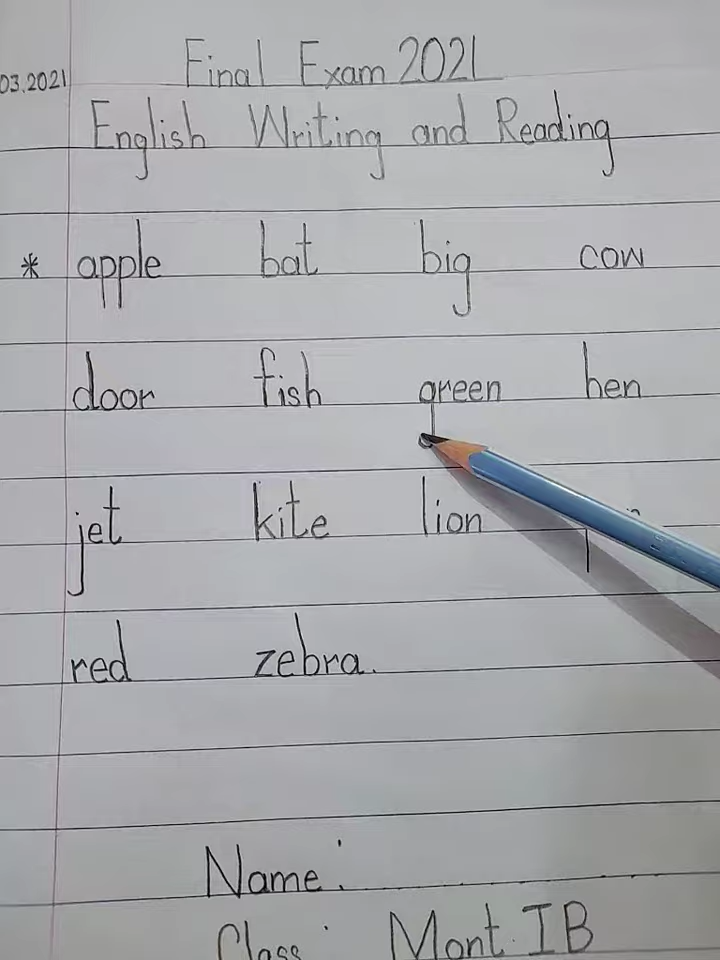 Final Exam 2021
03.2021
English Writing and Reading
* apple bat big cow
door fish green hen
jet kite lion
red zebra.
Name:
Class: Mont. IB